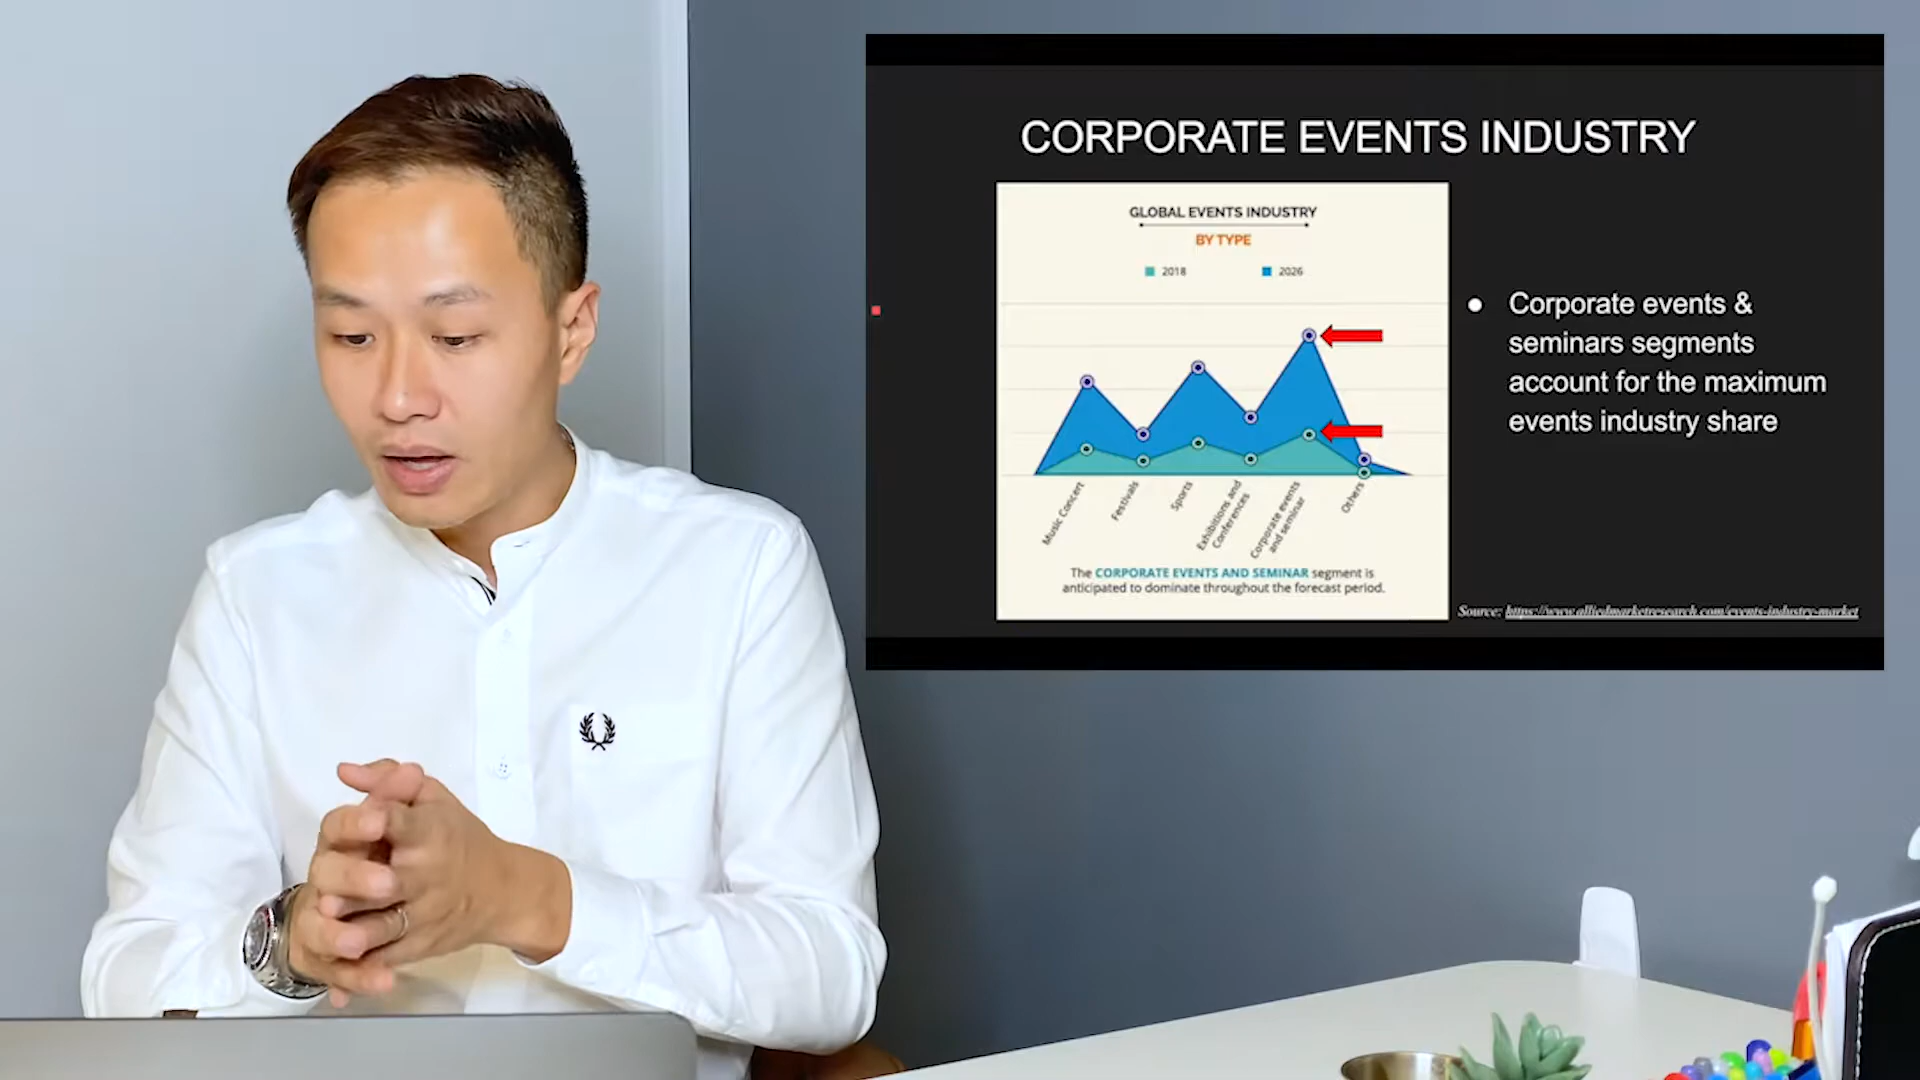 CORPORATE EVENTS INDUSTRY
GLOBAL EVENTS INDUSTRY
BY TYPE
2018
2026
Music Concert
Festivals
Sports
Exhibitions and
Conferences
Corporate events
and seminar
Others
The CORPORATE EVENTS AND SEMINAR segment is
anticipated to dominate throughout the forecast period.
● Corporate events &
seminars segments
account for the maximum
events industry share
Source: https://www.alliedmarketresearch.com/events-industry-market